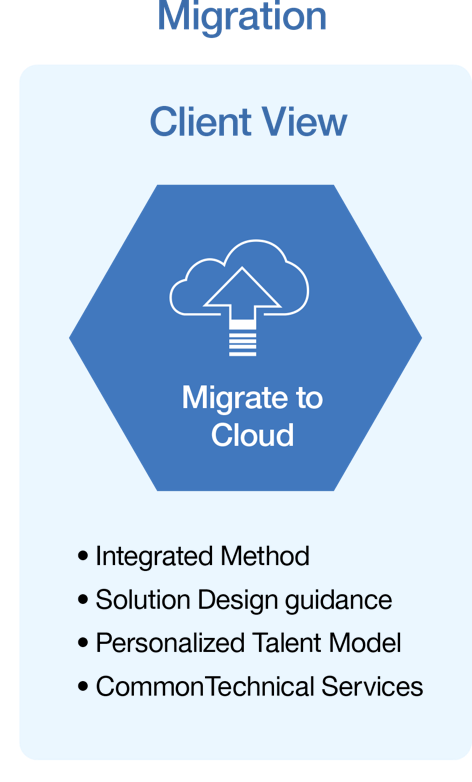 Migration
Client View
Migrate to
Cloud
• Integrated Method
• Solution Design guidance
• Personalized Talent Model
• CommonTechnical Services